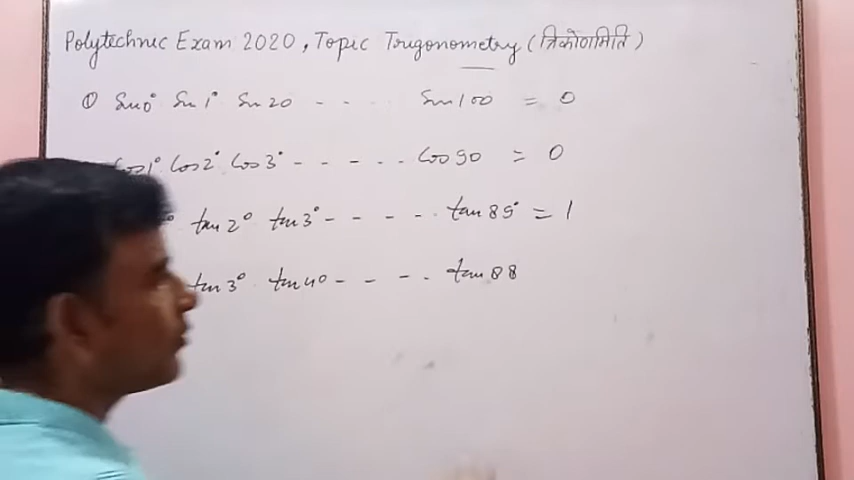 Polytechnic Exam 2020, Topic Trigonometry (त्रिकोणमिति)
① Sin0° Sin1° Sin20 - - - Sin100 = 0
Cos1° Cos2° Cos3° - - - - - . . Cos90 = 0
tan2° tan3° - - - - . tan89° = 1
tan3° tan40 - - - - . tan88